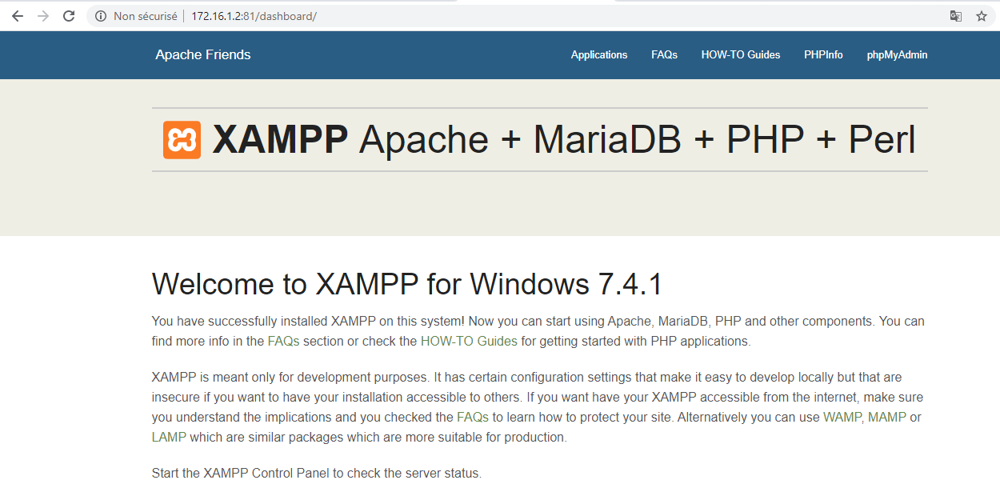 Non sécurisé 172.16.1.2:81/dashboard/
Apache Friends Applications FAQs HOW-TO Guides PHPInfo phpMyAdmin
XAMPP Apache + MariaDB + PHP + Perl
Welcome to XAMPP for Windows 7.4.1
You have successfully installed XAMPP on this system! Now you can start using Apache, MariaDB, PHP and other components. You can
find more info in the FAQs section or check the HOW-TO Guides for getting started with PHP applications.
XAMPP is meant only for development purposes. It has certain configuration settings that make it easy to develop locally but that are
insecure if you want to have your installation accessible to others. If you want have your XAMPP accessible from the internet, make sure
you understand the implications and you checked the FAQs to learn how to protect your site. Alternatively you can use WAMP, MAMP or
LAMP which are similar packages which are more suitable for production.
Start the XAMPP Control Panel to check the server status.